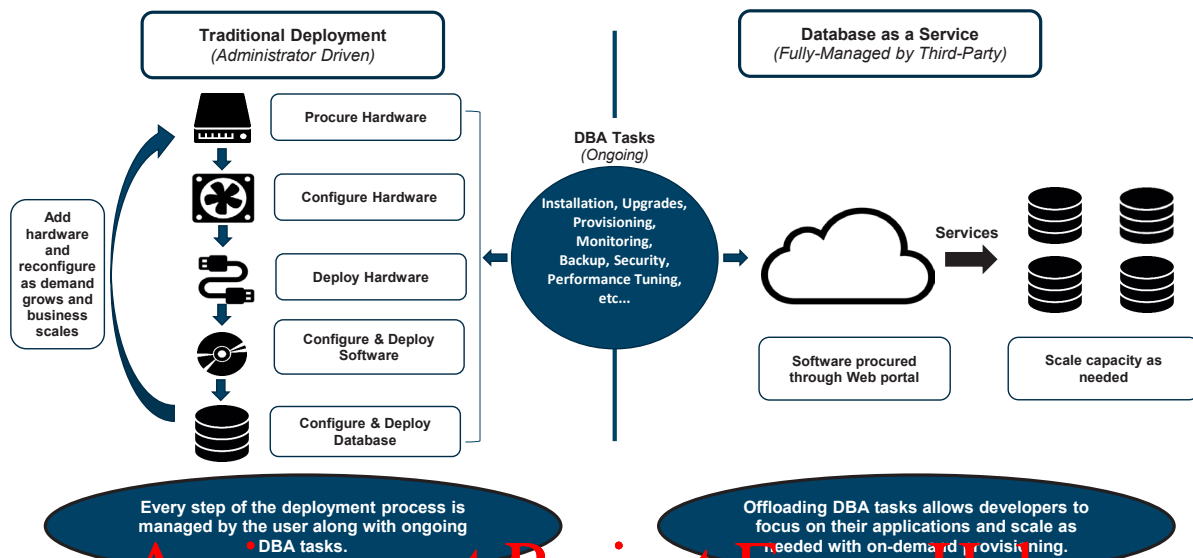 Traditional Deployment
(Administrator Driven)
Procure Hardware
Configure Hardware
Deploy Hardware
Configure & Deploy
Software
Configure & Deploy
Database
Add
hardware
and
reconfigure
as demand
grows and
business
scales
Every step of the deployment process is
managed by the user along with ongoing
DBA tasks.
DBA Tasks
(Ongoing)
Installation, Upgrades,
Provisioning,
Monitoring,
Backup, Security,
Performance Tuning,
etc...
Database as a Service
(Fully-Managed by Third-Party)
Services
Software procured
through Web portal
Scale capacity as
needed
Offloading DBA tasks allows developers to
focus on their applications and scale as
needed with on-demand provisioning.